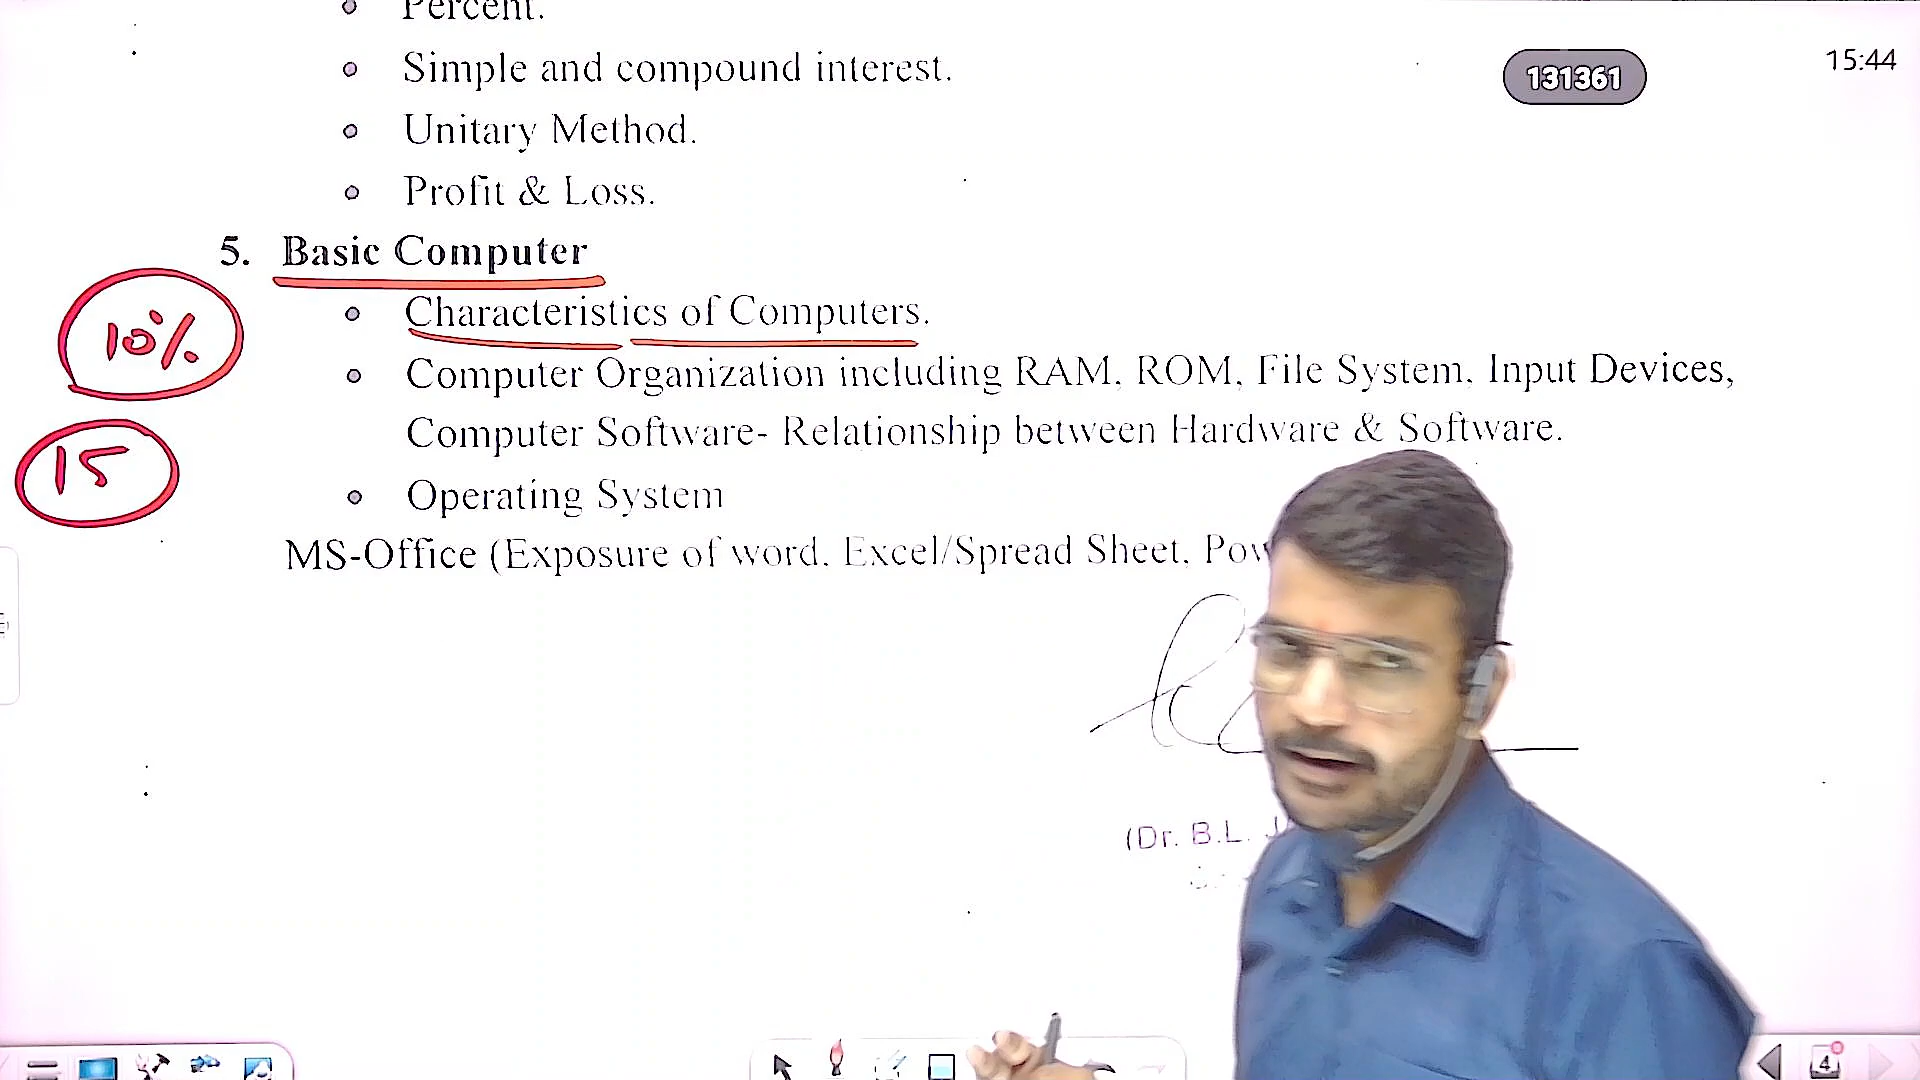 Percent.
Simple and compound interest.
Unitary Method.
Profit & Loss.
5. Basic Computer
Characteristics of Computers.
10%
Computer Organization including RAM, ROM, File System, Input Devices,
Computer Software- Relationship between Hardware & Software.
15
Operating System
MS-Office (Exposure of word, Excel/Spread Sheet,
(Dr. B.L.
131361
15:44
4